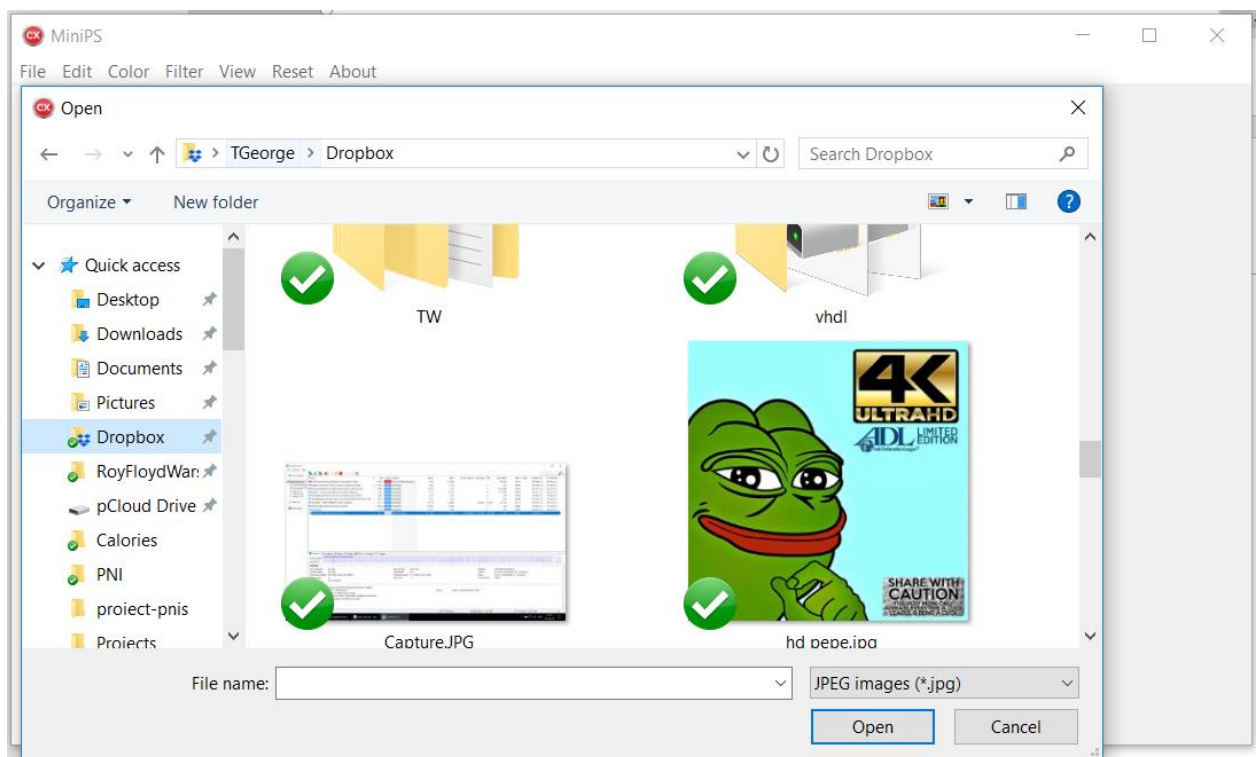 MiniPS
File Edit Color Filter View Reset About
Open
TGeorge > Dropbox
Search Dropbox
Organize
New folder
Quick access
Desktop
Downloads
Documents
Pictures
Dropbox
RoyFloydWar
pCloud Drive
Calories
PNI
proiect-pnis
Projects
TW
vhdl
4K
ULTRAHD
ADL LIMITED
EDITION
SHARE WITH
CAUTION
Capture.JPG
hd pepe.jpg
File name:
JPEG images (*.jpg)
Open
Cancel